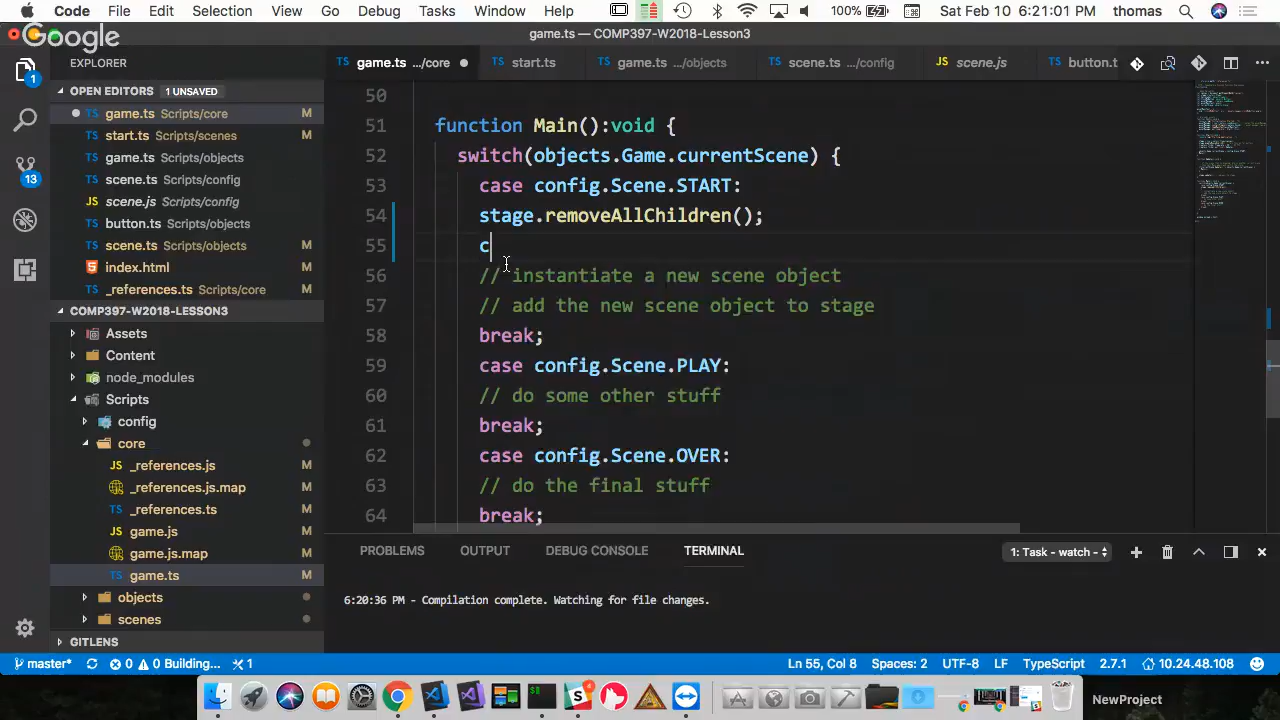 Code File Edit Selection View Go Debug Tasks Window Help 100% Sat Feb 10 6:21:01 PM thomas
Google
game.ts — COMP397-W2018-Lesson3
EXPLORER
game.ts .../core start.ts game.ts .../objects scene.ts .../config scene.js button.t
OPEN EDITORS 1 UNSAVED
game.ts Scripts/core M
start.ts Scripts/scenes M
game.ts Scripts/objects
scene.ts Scripts/config
scene.js Scripts/config
button.ts Scripts/objects
scene.ts Scripts/objects M
index.html M
_references.ts Scripts/core M
COMP397-W2018-LESSON3
Assets
Content
node_modules
Scripts
config
core
_references.js M
_references.js.map M
_references.ts M
game.js M
game.js.map M
game.ts M
objects
scenes
GITLENS
1
13
50
51 function Main():void {
52 switch(objects.Game.currentScene) {
53 case config.Scene.START:
54 stage.removeAllChildren();
55 c
56 // instantiate a new scene object
57 // add the new scene object to stage
58 break;
59 case config.Scene.PLAY:
60 // do some other stuff
61 break;
62 case config.Scene.OVER:
63 // do the final stuff
64 break;
PROBLEMS OUTPUT DEBUG CONSOLE TERMINAL 1: Task - watch -
6:20:36 PM - Compilation complete. Watching for file changes.
master* 0 0 Building... 1 Ln 55, Col 8 Spaces: 2 UTF-8 LF TypeScript 2.7.1 10.24.48.108
NewProject